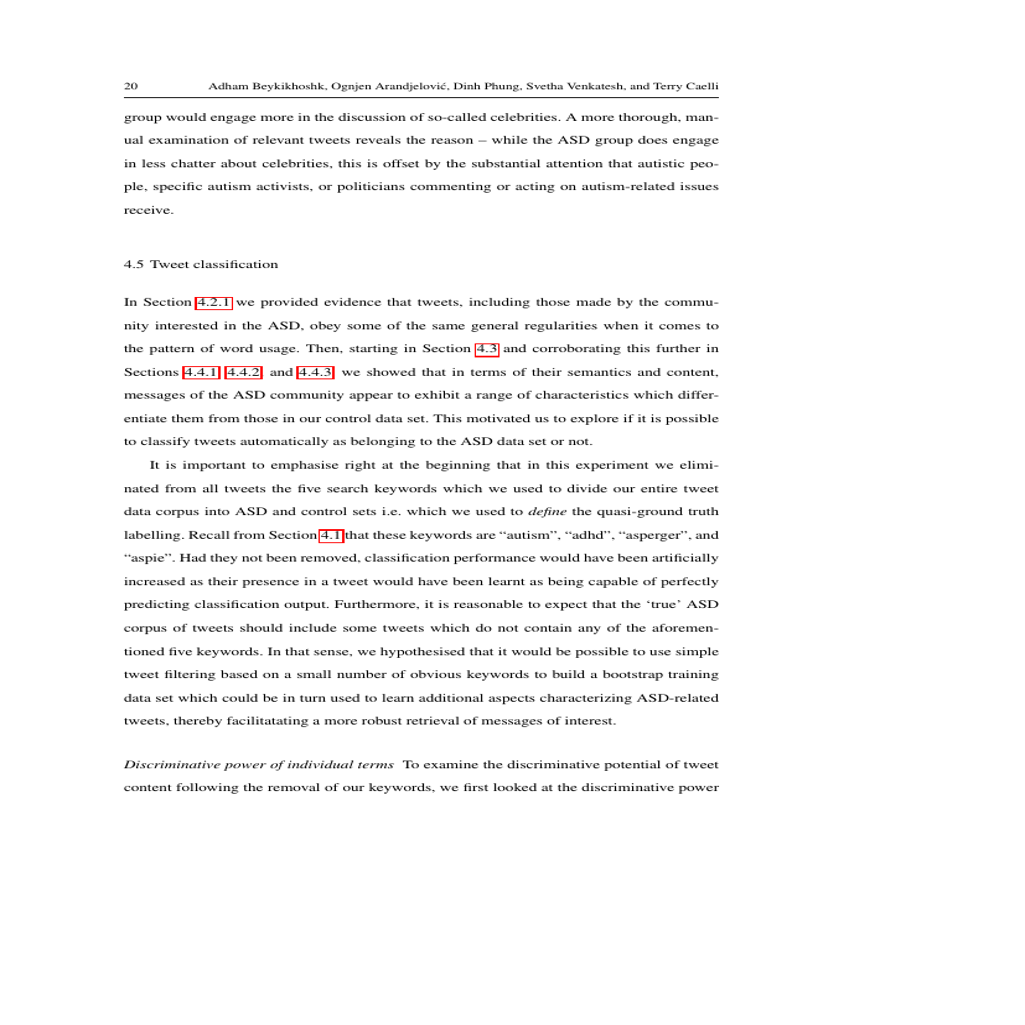 20 Adham Beykikhoshk, Ognjen Arandjelović, Dinh Phung, Svetha Venkatesh, and Terry Caelli
group would engage more in the discussion of so-called celebrities. A more thorough, man-
ual examination of relevant tweets reveals the reason – while the ASD group does engage
in less chatter about celebrities, this is offset by the substantial attention that autistic peo-
ple, specific autism activists, or politicians commenting or acting on autism-related issues
receive.
4.5 Tweet classification
In Section 4.2.1 we provided evidence that tweets, including those made by the commu-
nity interested in the ASD, obey some of the same general regularities when it comes to
the pattern of word usage. Then, starting in Section 4.3 and corroborating this further in
Sections 4.4.1, 4.4.2, and 4.4.3, we showed that in terms of their semantics and content,
messages of the ASD community appear to exhibit a range of characteristics which differ-
entiate them from those in our control data set. This motivated us to explore if it is possible
to classify tweets automatically as belonging to the ASD data set or not.
It is important to emphasise right at the beginning that in this experiment we elimi-
nated from all tweets the five search keywords which we used to divide our entire tweet
data corpus into ASD and control sets i.e. which we used to define the quasi-ground truth
labelling. Recall from Section 4.1 that these keywords are “autism”, “adhd”, “asperger”, and
“aspie”. Had they not been removed, classification performance would have been artificially
increased as their presence in a tweet would have been learnt as being capable of perfectly
predicting classification output. Furthermore, it is reasonable to expect that the ‘true’ ASD
corpus of tweets should include some tweets which do not contain any of the aforemen-
tioned five keywords. In that sense, we hypothesised that it would be possible to use simple
tweet filtering based on a small number of obvious keywords to build a bootstrap training
data set which could be in turn used to learn additional aspects characterizing ASD-related
tweets, thereby facilitatating a more robust retrieval of messages of interest.
Discriminative power of individual terms To examine the discriminative potential of tweet
content following the removal of our keywords, we first looked at the discriminative power